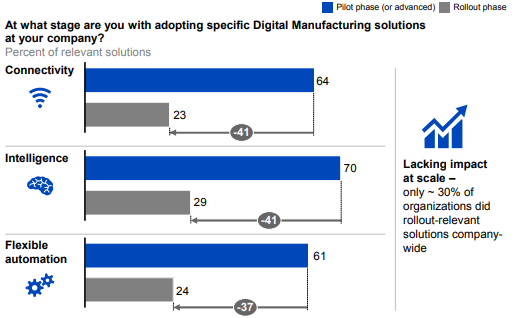 Pilot phase (or advanced) Rollout phase
At what stage are you with adopting specific Digital Manufacturing solutions
at your company?
Percent of relevant solutions
Connectivity
64
23
-41
Intelligence
70
29
-41
Flexible
automation
61
24
-37
Lacking impact
at scale –
only ~ 30% of
organizations did
rollout-relevant
solutions company-
wide